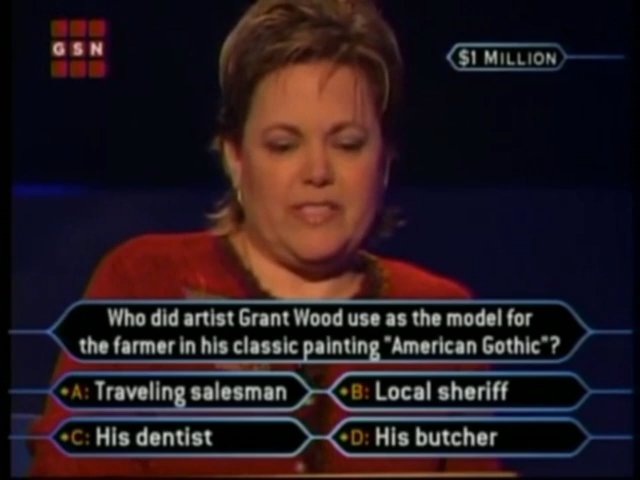 GSN
$1 MILLION
Who did artist Grant Wood use as the model for
the farmer in his classic painting "American Gothic"?
A: Traveling salesman
B: Local sheriff
C: His dentist
D: His butcher